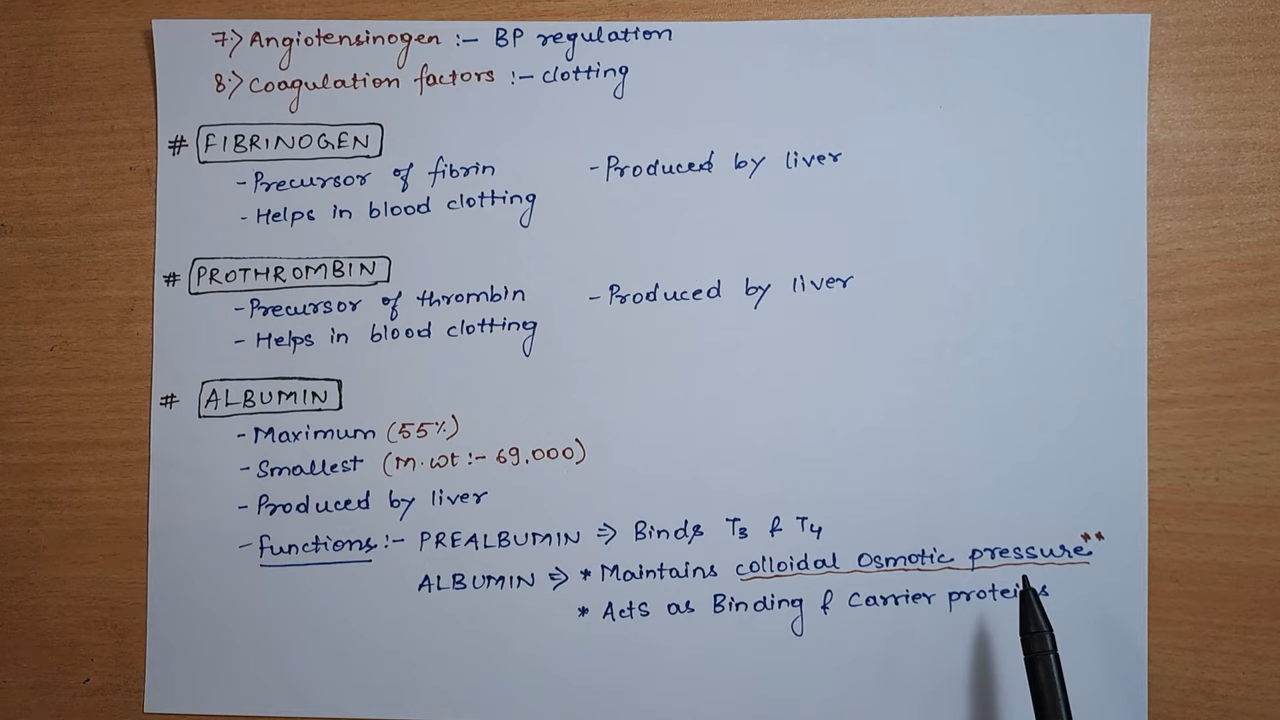 7.) Angiotensinogen :- BP regulation
8.) Coagulation factors :- clotting
# FIBRINOGEN
- Precursor of fibrin - Produced by liver
- Helps in blood clotting
# PROTHROMBIN
- Precursor of thrombin - Produced by liver
- Helps in blood clotting
# ALBUMIN
- Maximum (55%)
- Smallest (m.wt :- 69,000)
- Produced by liver
- functions :- PREALBUMIN ⇒ Binds T3 & T4
ALBUMIN ⇒ * Maintains colloidal Osmotic pressure**
* Acts as Binding & Carrier proteins